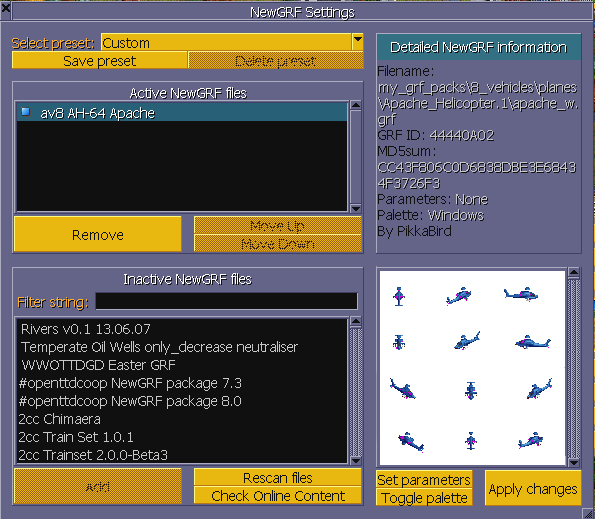 NewGRF Settings
Select preset: Custom
Save preset
Delete preset
Active NewGRF files
av8 AH-64 Apache
Remove
Move Up
Move Down
Detailed NewGRF information
Filename:
my_grf_packs\8_vehicles\planes
\Apache_Helicopter.1\apache_w.
grf
GRF ID: 44440A02
MD5sum:
CC43F806C0D6838DBE3E6843
4F3726F3
Parameters: None
Palette: Windows
By PikkaBird
Inactive NewGRF files
Filter string:
Rivers v0.1 13.06.07
Temperate Oil Wells only_decrease neutraliser
WWOTTDGD Easter GRF
#openttdcoop NewGRF package 7.3
#openttdcoop NewGRF package 8.0
2cc Chimaera
2cc Train Set 1.0.1
2cc Trainset 2.0.0-Beta3
Add
Rescan files
Check Online Content
Set parameters
Toggle palette
Apply changes